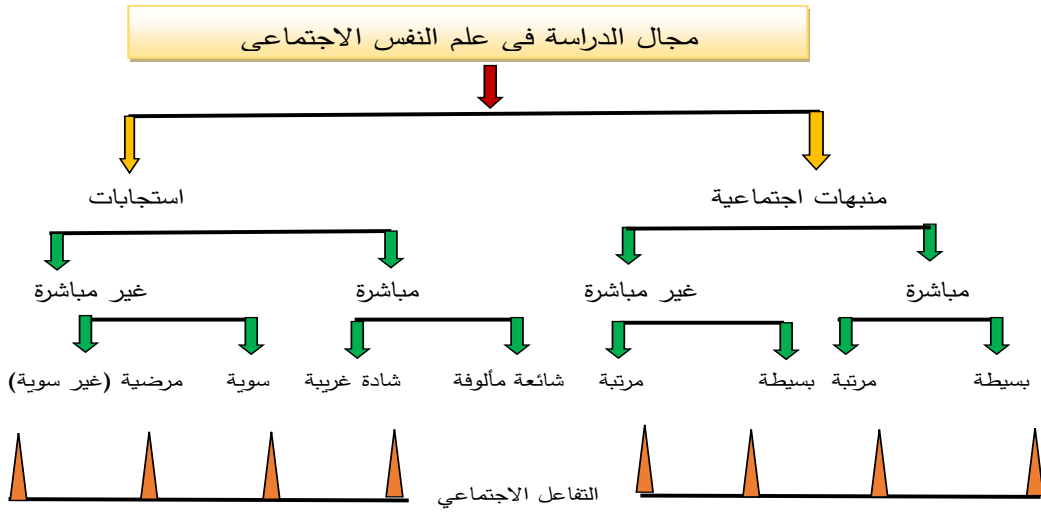 مجال الدراسة فى علم النفس الاجتماعى
منبهات اجتماعية
استجابات
مباشرة
غير مباشرة
مباشرة
غير مباشرة
بسيطة
مرتبة
بسيطة
مرتبة
شائعة مألوفة
شادة غريبة
سوية
مرضية (غير سوية)
التفاعل الاجتماعي